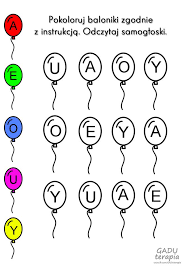 Pokoloruj baloniki zgodnie
z instrukcją. Odczytaj samogłoski.
A
E
O
U
Y
U A O Y
O E Y A
Y U A E
GADU
terapia